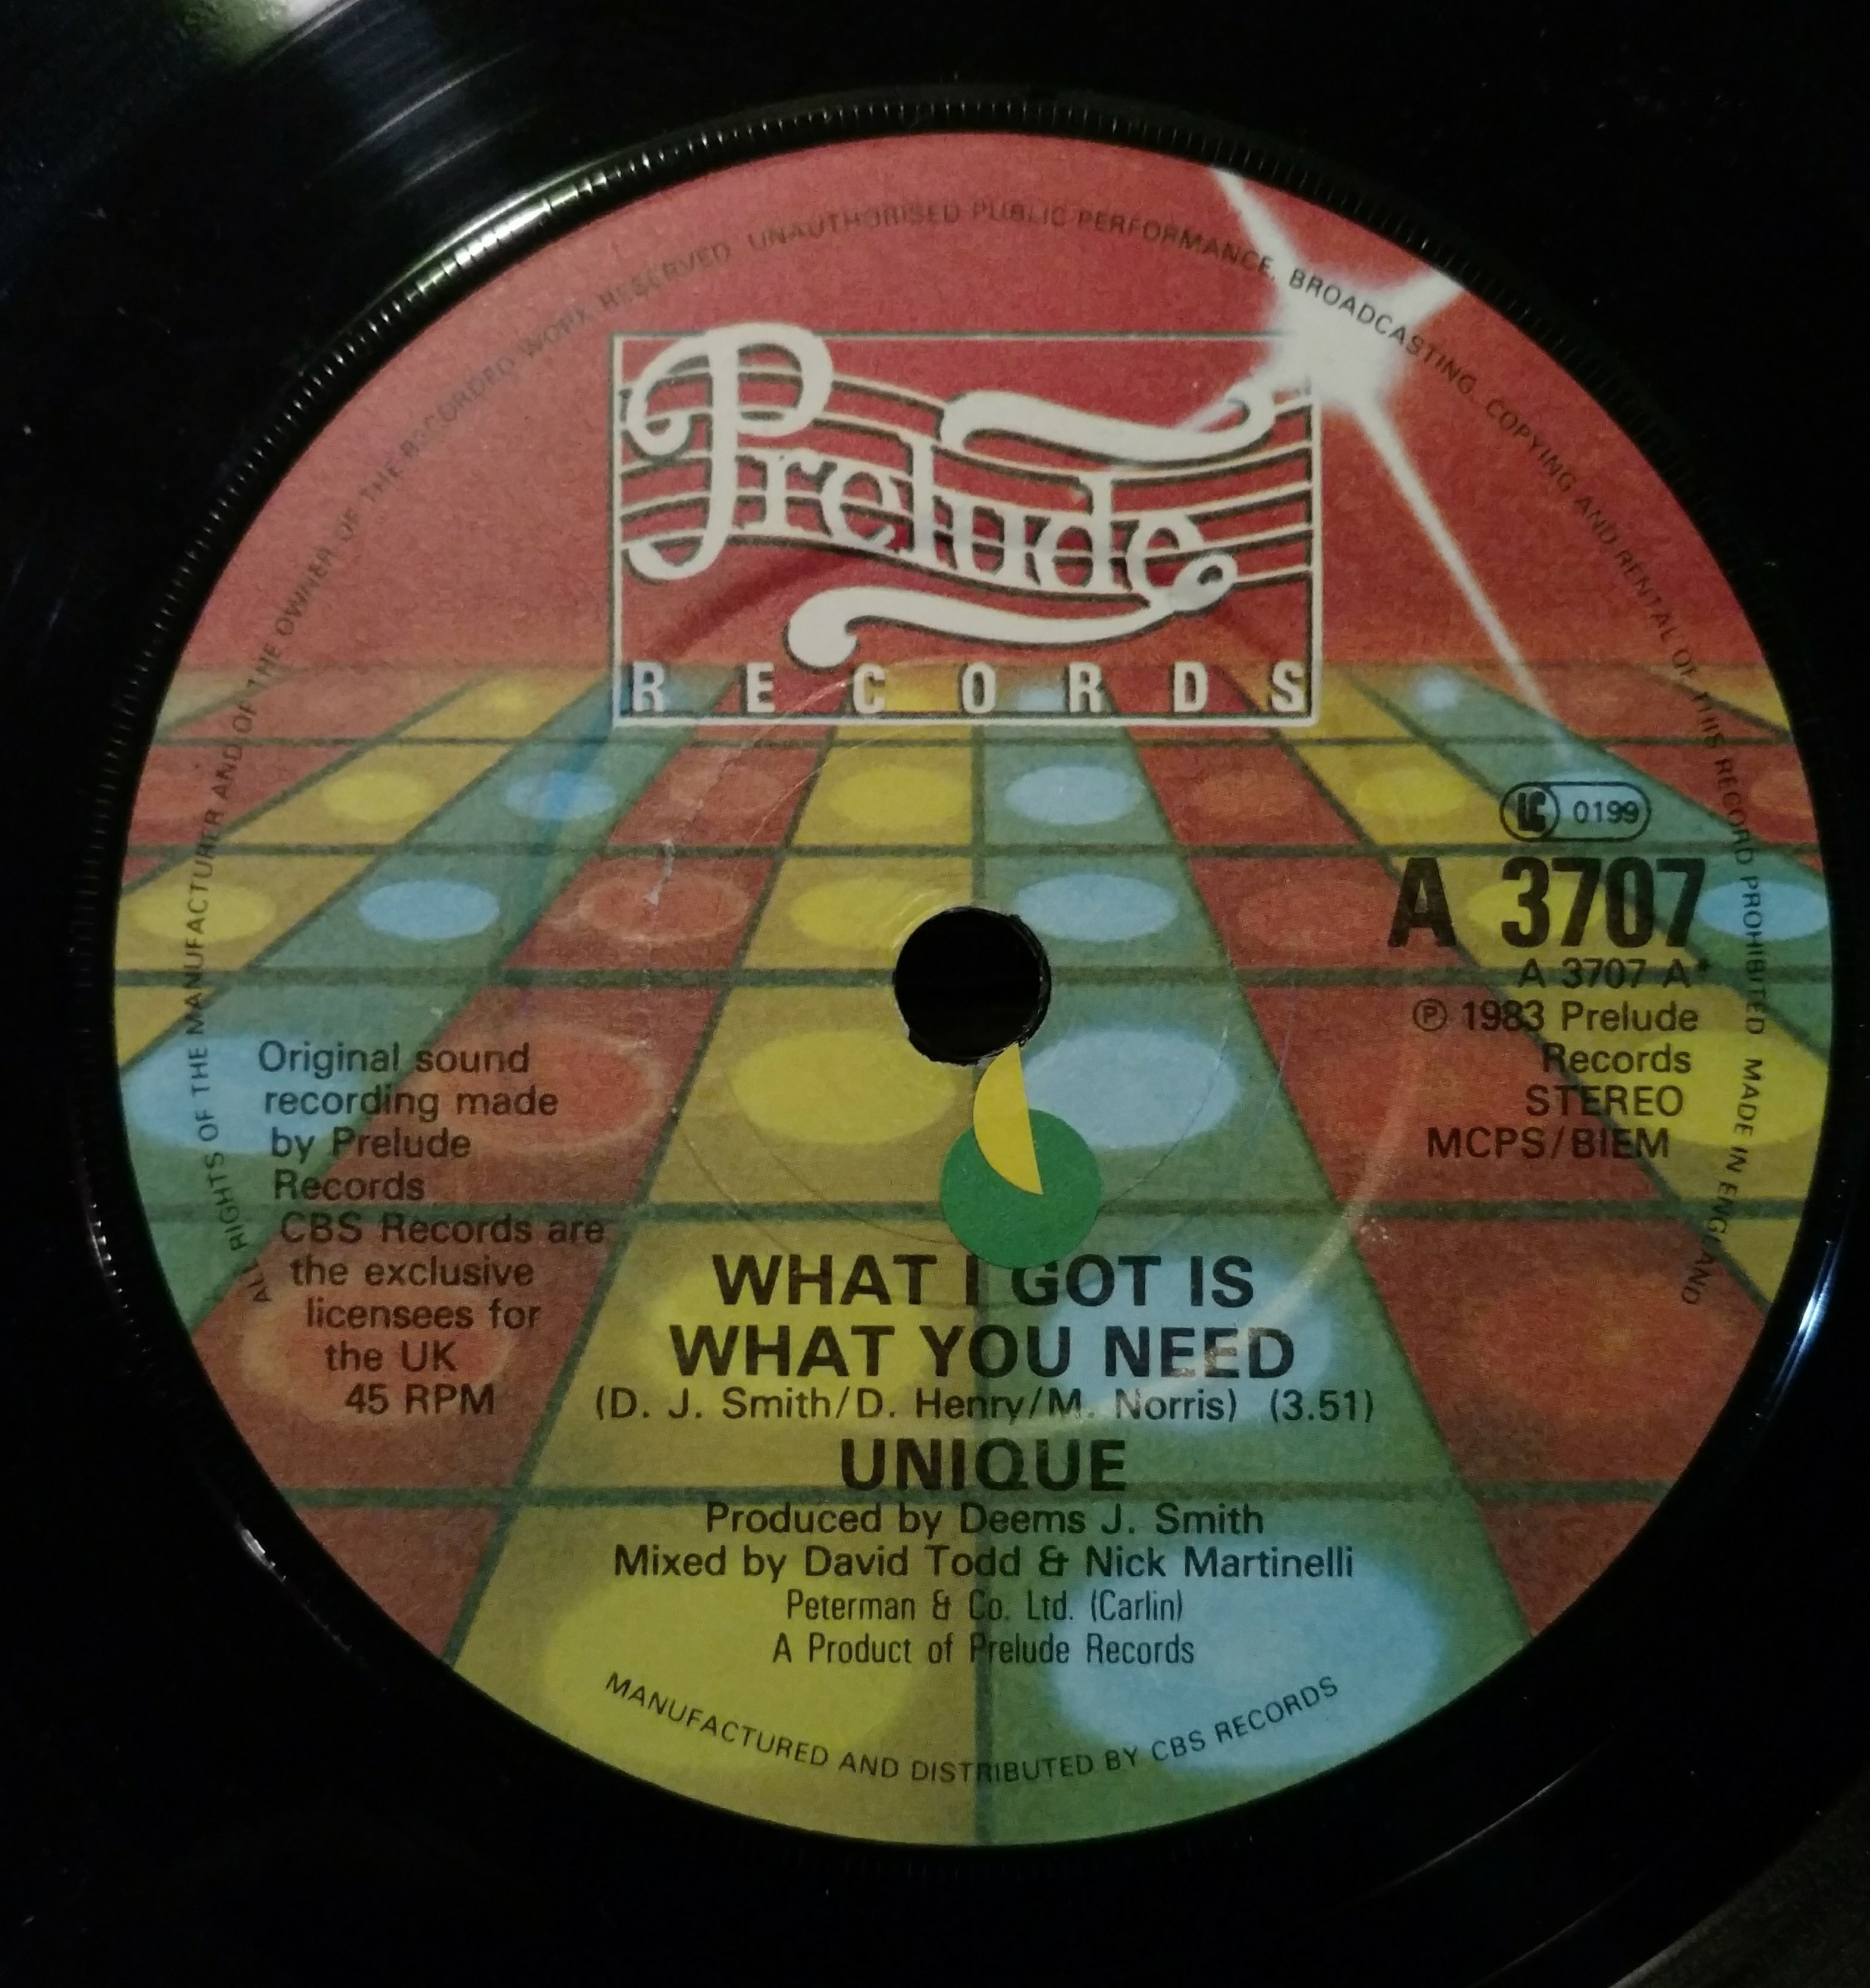 ALL RIGHTS OF THE MANUFACTURER AND OF THE OWNER OF THE RECORDED WORK RESERVED UNAUTHORISED PUBLIC PERFORMANCE, BROADCASTING, COPYING AND RENTAL OF THIS RECORD PROHIBITED MADE IN ENGLAND
Prelude
RECORDS
LC 0199
A 3707
A 3707 A*
℗ 1983 Prelude
Records
STEREO
MCPS/BIEM
Original sound
recording made
by Prelude
Records
CBS Records are
the exclusive
licensees for
the UK
45 RPM
WHAT I GOT IS
WHAT YOU NEED
(D. J. Smith/D. Henry/M. Norris) (3.51)
UNIQUE
Produced by Deems J. Smith
Mixed by David Todd & Nick Martinelli
Peterman & Co. Ltd. (Carlin)
A Product of Prelude Records
MANUFACTURED AND DISTRIBUTED BY CBS RECORDS